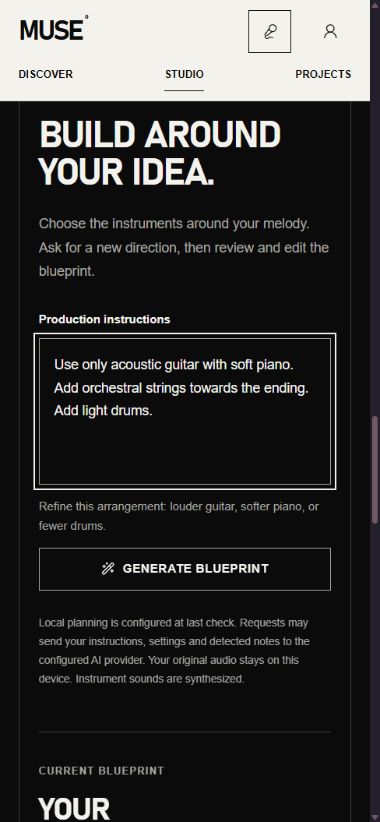 MUSE°
DISCOVER
STUDIO
PROJECTS
BUILD AROUND
YOUR IDEA.
Choose the instruments around your melody.
Ask for a new direction, then review and edit the
blueprint.
Production instructions
Use only acoustic guitar with soft piano.
Add orchestral strings towards the ending.
Add light drums.
Refine this arrangement: louder guitar, softer piano, or
fewer drums.
GENERATE BLUEPRINT
Local planning is configured at last check. Requests may
send your instructions, settings and detected notes to the
configured AI provider. Your original audio stays on this
device. Instrument sounds are synthesized.
CURRENT BLUEPRINT
YOUR